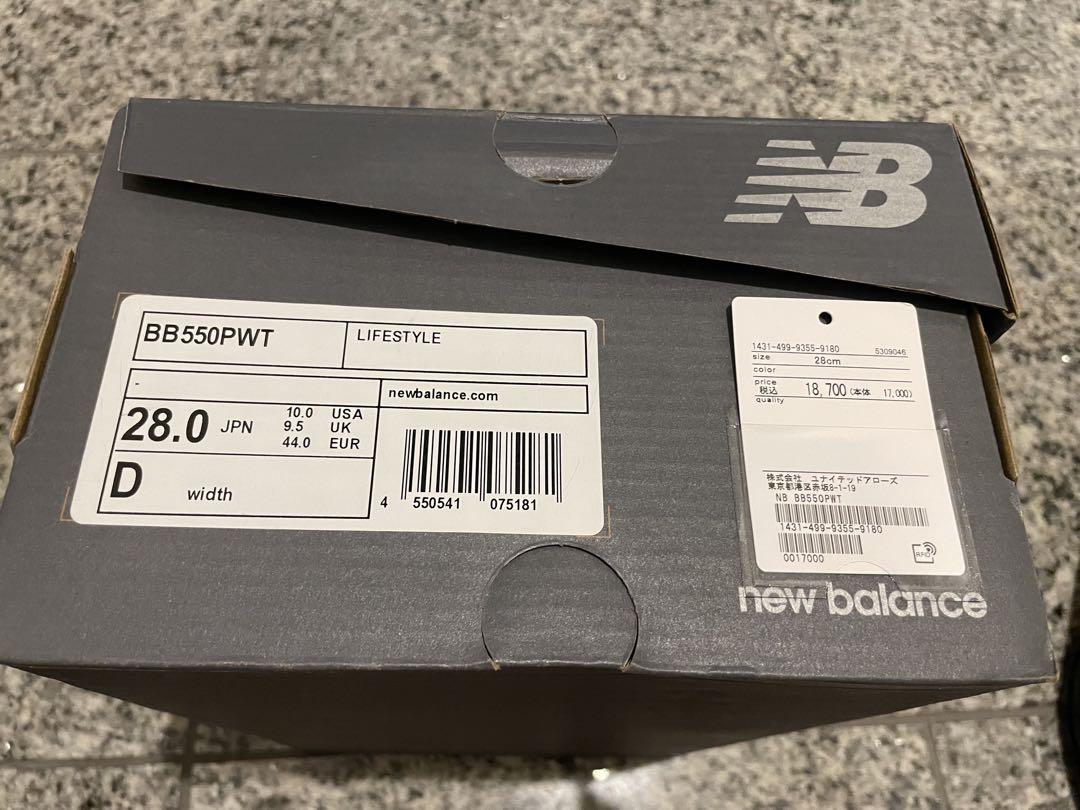 NB
BB550PWT
LIFESTYLE
-
newbalance.com
28.0 JPN
10.0 USA
9.5 UK
44.0 EUR
D width
4 550541 075181
1431-499-9355-9180 5309046
size 28cm
color
price
税込 18,700 (本体 17,000)
quality
株式会社 ユナイテッドアローズ
東京都港区赤坂8-1-19
NB BB550PWT
1431-499-9355-9180
0017000
RFID
new balance